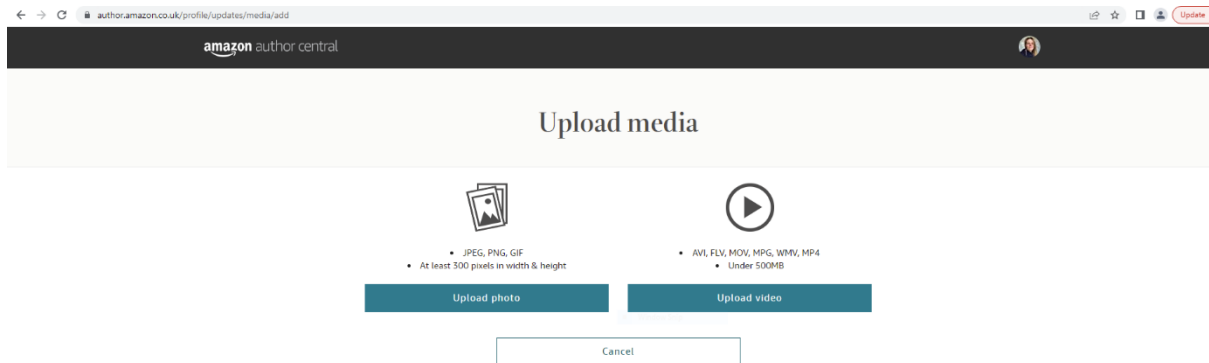 author.amazon.co.uk/profile/updates/media/add
Update
amazon author central
Upload media
JPEG, PNG, GIF
At least 300 pixels in width & height
AVI, FLV, MOV, MPG, WMV, MP4
Under 500MB
Upload photo
Upload video
Cancel